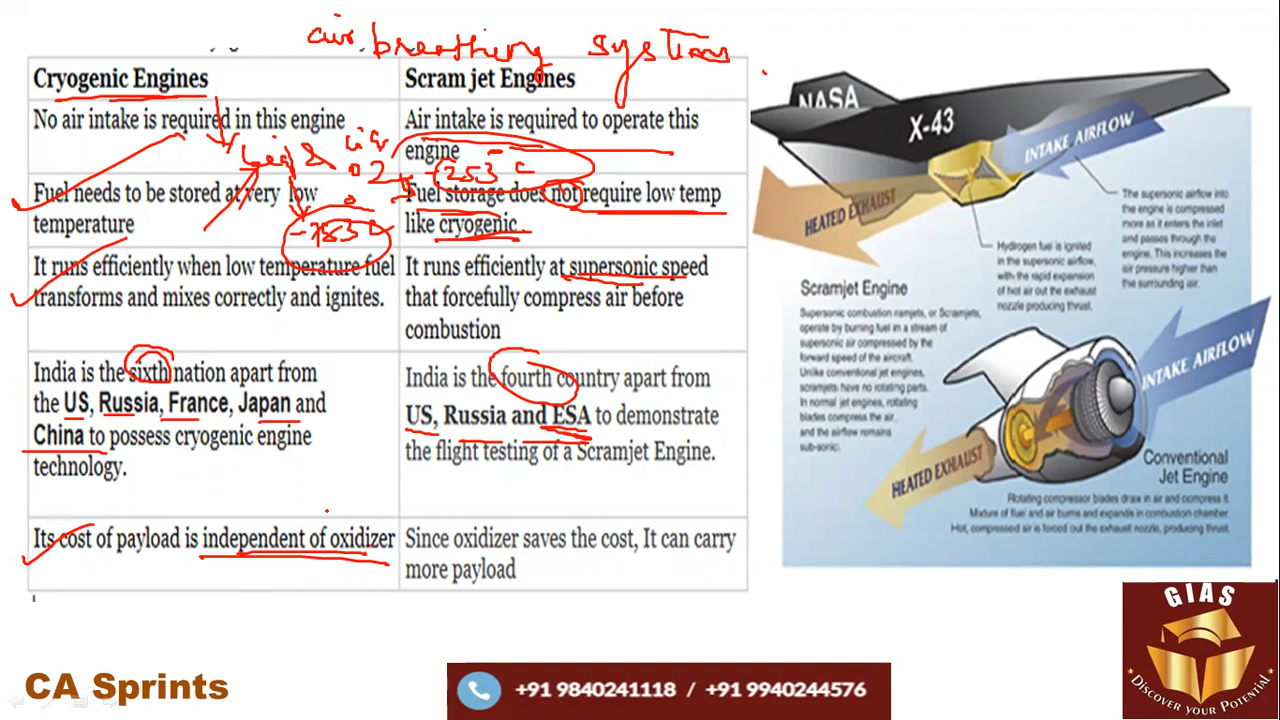 air breathing systems
Cryogenic Engines
Scram jet Engines
No air intake is required in this engine
Air intake is required to operate this
engine
-253°C
Fuel needs to be stored at very low
temperature
Fuel storage does not require low temp
like cryogenic
It runs efficiently when low temperature fuel
transforms and mixes correctly and ignites.
It runs efficiently at supersonic speed
that forcefully compress air before
combustion
India is the sixth nation apart from
the US, Russia, France, Japan and
China to possess cryogenic engine
technology.
India is the fourth country apart from
US, Russia and ESA to demonstrate
the flight testing of a Scramjet Engine.
Its cost of payload is independent of oxidizer
Since oxidizer saves the cost, It can carry
more payload
NASA
X-43
INTAKE AIRFLOW
HEATED EXHAUST
The supersonic airflow into
the engine is compressed
more as it enters the inlet
and passes through the
engine. This increases the
air pressure higher than
the surrounding air.
Hydrogen fuel is ignited
in the supersonic airflow,
with the rapid expansion
of hot air out the exhaust
nozzle producing thrust.
Scramjet Engine
Supersonic combustion ramjets, or Scramjets,
operate by burning fuel in a stream of
supersonic air compressed by the
forward speed of the aircraft.
Unlike conventional jet engines,
scramjets have no rotating parts.
In normal jet engines, rotating
blades compress the air,
and the airflow remains
sub-sonic.
INTAKE AIRFLOW
HEATED EXHAUST
Conventional
Jet Engine
Rotating compressor blades draw in air and compress it.
Mixture of fuel and air burns and expands in combustion chamber.
Hot, compressed air is forced out the exhaust nozzle, producing thrust.
CA Sprints
+91 9840241118 / +91 9940244576
GIAS
DISCOVER YOUR POTENTIAL